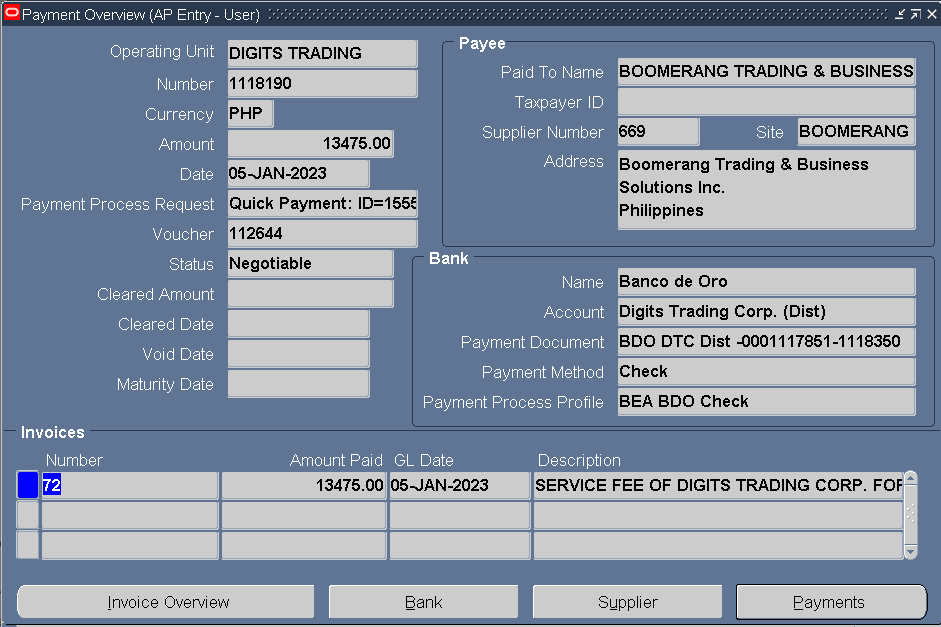 Payment Overview (AP Entry - User)
Operating Unit DIGITS TRADING
Number 1118190
Currency PHP
Amount 13475.00
Date 05-JAN-2023
Payment Process Request Quick Payment: ID=1555
Voucher 112644
Status Negotiable
Cleared Amount
Cleared Date
Void Date
Maturity Date
Payee
Paid To Name BOOMERANG TRADING & BUSINESS
Taxpayer ID
Supplier Number 669 Site BOOMERANG
Address Boomerang Trading & Business
Solutions Inc.
Philippines
Bank
Name Banco de Oro
Account Digits Trading Corp. (Dist)
Payment Document BDO DTC Dist -0001117851-1118350
Payment Method Check
Payment Process Profile BEA BDO Check
Invoices
Number Amount Paid GL Date Description
72 13475.00 05-JAN-2023 SERVICE FEE OF DIGITS TRADING CORP. FOR
Invoice Overview Bank Supplier Payments